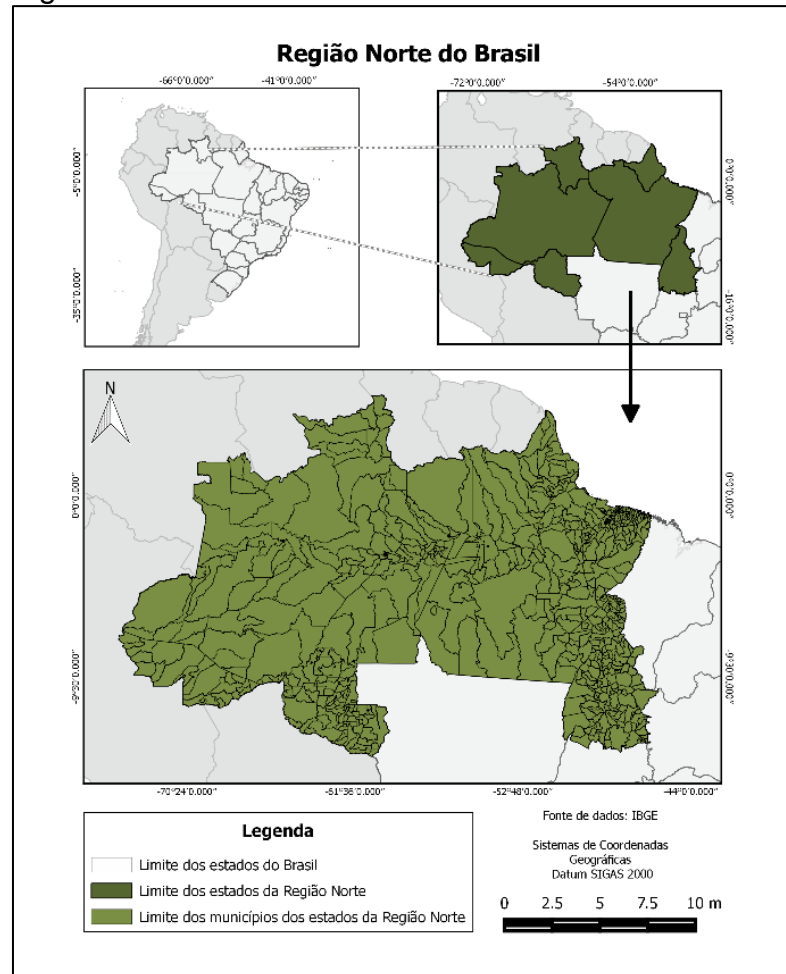 Região Norte do Brasil
-66°0'0.000" -41°0'0.000"
-72°0'0.000" -54°0'0.000"
-5°0'0.000"
-35°0'0.000"
0°0'0.000"
-16°0'0.000"
N
0°0'0.000"
-9°30'0.000"
0°0'0.000"
-9°30'0.000"
-70°24'0.000" -61°36'0.000" -52°48'0.000" -44°0'0.000"
Legenda
Limite dos estados do Brasil
Limite dos estados da Região Norte
Limite dos municípios dos estados da Região Norte
Fonte de dados: IBGE
Sistemas de Coordenadas
Geográficas
Datum SIGAS 2000
0 2.5 5 7.5 10 m